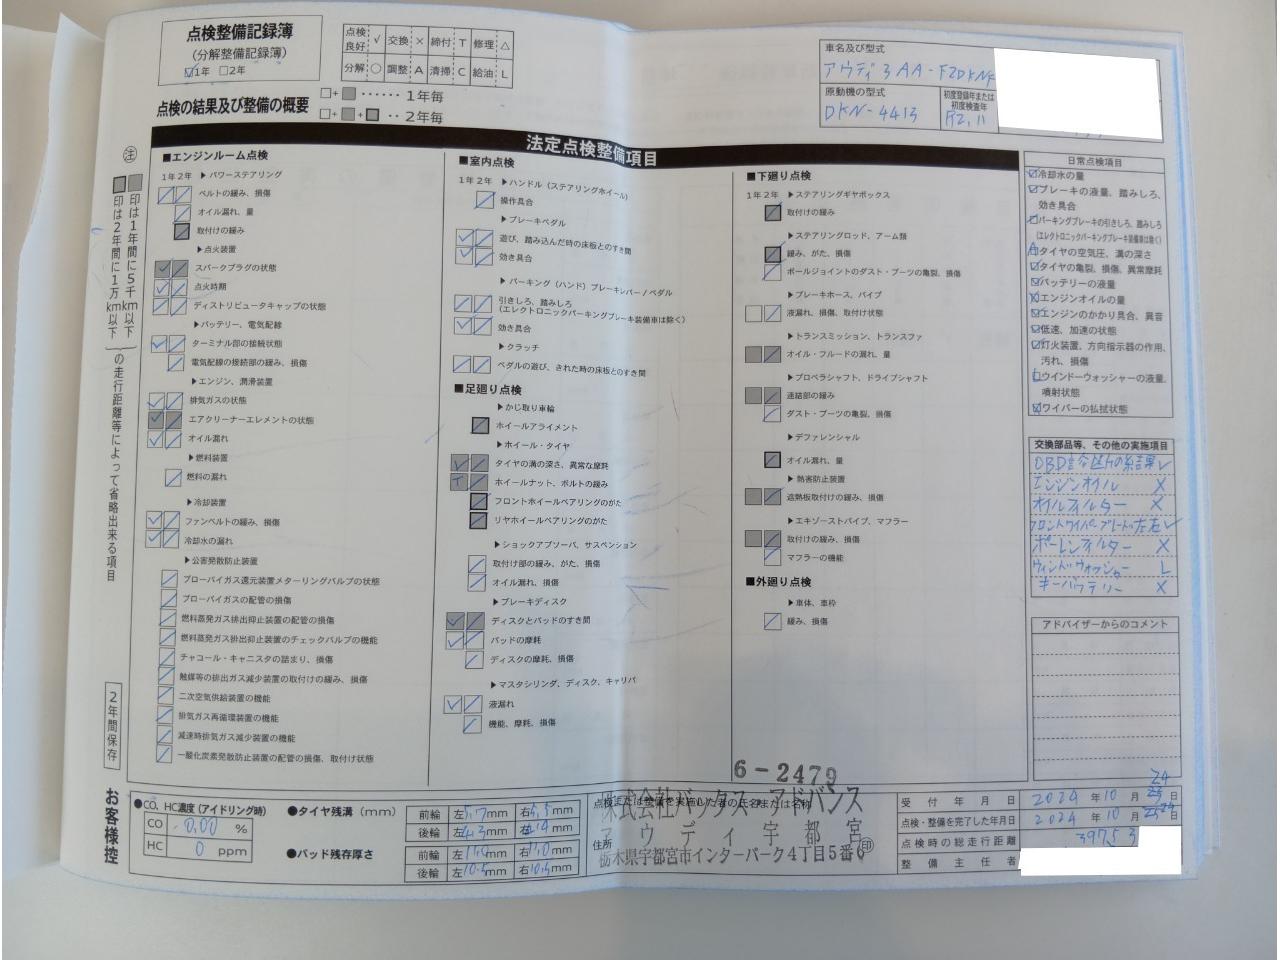 点検整備記録簿
(分解整備記録簿)
☑1年 □2年
点検良好 √ 交換 × 締付 T 修理 △
分解 ○ 調整 A 清掃 C 給油 L
点検の結果及び整備の概要
□+■ …… 1年毎
□+■+■ ‥ 2年毎
車名及び型式
アウディ 3AA-FZDKNF
原動機の型式
DKN-4413
初度登録年または初度検査年
R2,11
法定点検整備項目
注
■■印は1年間に5千km以下
印は2年間に1万km以下
の走行距離等によって省略出来る項目
2年間保存
お客様控
■エンジンルーム点検
1年2年 ▶パワーステアリング
ベルトの緩み、損傷
オイル漏れ、量
取付けの緩み
▶点火装置
スパークプラグの状態
点火時期
ディストリビュータキャップの状態
▶バッテリー、電気配線
ターミナル部の接続状態
電気配線の接続部の緩み、損傷
▶エンジン、潤滑装置
排気ガスの状態
エアクリーナーエレメントの状態
オイル漏れ
▶燃料装置
燃料の漏れ
▶冷却装置
ファンベルトの緩み、損傷
冷却水の漏れ
▶公害発散防止装置
ブローバイガス還元装置メターリングバルブの状態
ブローバイガスの配管の損傷
燃料蒸発ガス排出抑止装置の配管の損傷
燃料蒸発ガス排出抑止装置のチェックバルブの機能
チャコール・キャニスタの詰まり、損傷
触媒等の排出ガス減少装置の取付けの緩み、損傷
二次空気供給装置の機能
排気ガス再循環装置の機能
減速時排気ガス減少装置の機能
一酸化炭素発散防止装置の配管の損傷、取付け状態
■室内点検
1年2年 ▶ハンドル(ステアリングホイール)
操作具合
▶ブレーキペダル
遊び、踏み込んだ時の床板とのすき間
効き具合
▶パーキング(ハンド)ブレーキレバー/ペダル
引きしろ、踏みしろ
(エレクトロニックパーキングブレーキ装備車は除く)
効き具合
▶クラッチ
ペダルの遊び、された時の床板とのすき間
■足廻り点検
▶かじ取り車輪
ホイールアライメント
▶ホイール・タイヤ
タイヤの溝の深さ、異常な摩耗
T ホイールナット、ボルトの緩み
フロントホイールベアリングのがた
リヤホイールベアリングのがた
▶ショックアブソーバ、サスペンション
取付け部の緩み、がた、損傷
オイル漏れ、損傷
▶ブレーキディスク
ディスクとパッドのすき間
パッドの摩耗
ディスクの摩耗、損傷
▶マスタシリンダ、ディスク、キャリパ
液漏れ
機能、摩耗、損傷
■下廻り点検
1年2年 ▶ステアリングギヤボックス
取付けの緩み
▶ステアリングロッド、アーム類
緩み、がた、損傷
ボールジョイントのダスト・ブーツの亀裂、損傷
▶ブレーキホース、パイプ
液漏れ、損傷、取付け状態
▶トランスミッション、トランスファ
オイル・フルードの漏れ、量
▶プロペラシャフト、ドライブシャフト
連結部の緩み
ダスト・ブーツの亀裂、損傷
▶デファレンシャル
オイル漏れ、量
▶熱害防止装置
遮熱板取付けの緩み、損傷
▶エキゾーストパイプ、マフラー
取付けの緩み、損傷
マフラーの機能
■外廻り点検
▶車体、車枠
緩み、損傷
日常点検項目
冷却水の量
ブレーキの液量、踏みしろ、
効き具合
パーキングブレーキの引きしろ、踏みしろ
(エレクトロニックパーキングブレーキ装備車は除く)
タイヤの空気圧、溝の深さ
タイヤの亀裂、損傷、異常摩耗
バッテリーの液量
エンジンオイルの量
エンジンのかかり具合、異音
低速、加速の状態
灯火装置、方向指示器の作用、
汚れ、損傷
ウインドーウォッシャーの液量、
噴射状態
ワイパーの払拭状態
交換部品等、その他の実施項目
OBD診断の結果 √
エンジンオイル ×
オイルフィルター ×
フロントワイパーブレード 左右 √
ポーレンフィルター ×
ウィンドウォッシャー L
キーバッテリー ×
アドバイザーからのコメント
●CO、HC濃度(アイドリング時)
CO 0.00 %
HC 0 ppm
●タイヤ残溝(mm)
前輪 左5.7mm 右5.5mm
後輪 左4.3mm 右4.4mm
●パッド残存厚さ
前輪 左11.0mm 右11.0mm
後輪 左10.5mm 右10.5mm
6-2479
点検または整備を実施した者の氏名または名称
株式会社バックス・アドバンス
アウディ宇都宮
住所
栃木県宇都宮市インターパーク4丁目5番6
印
受付年月日 2024年10月24日
点検・整備を完了した年月日 2024年10月24日
点検時の総走行距離 39753
整備主任者